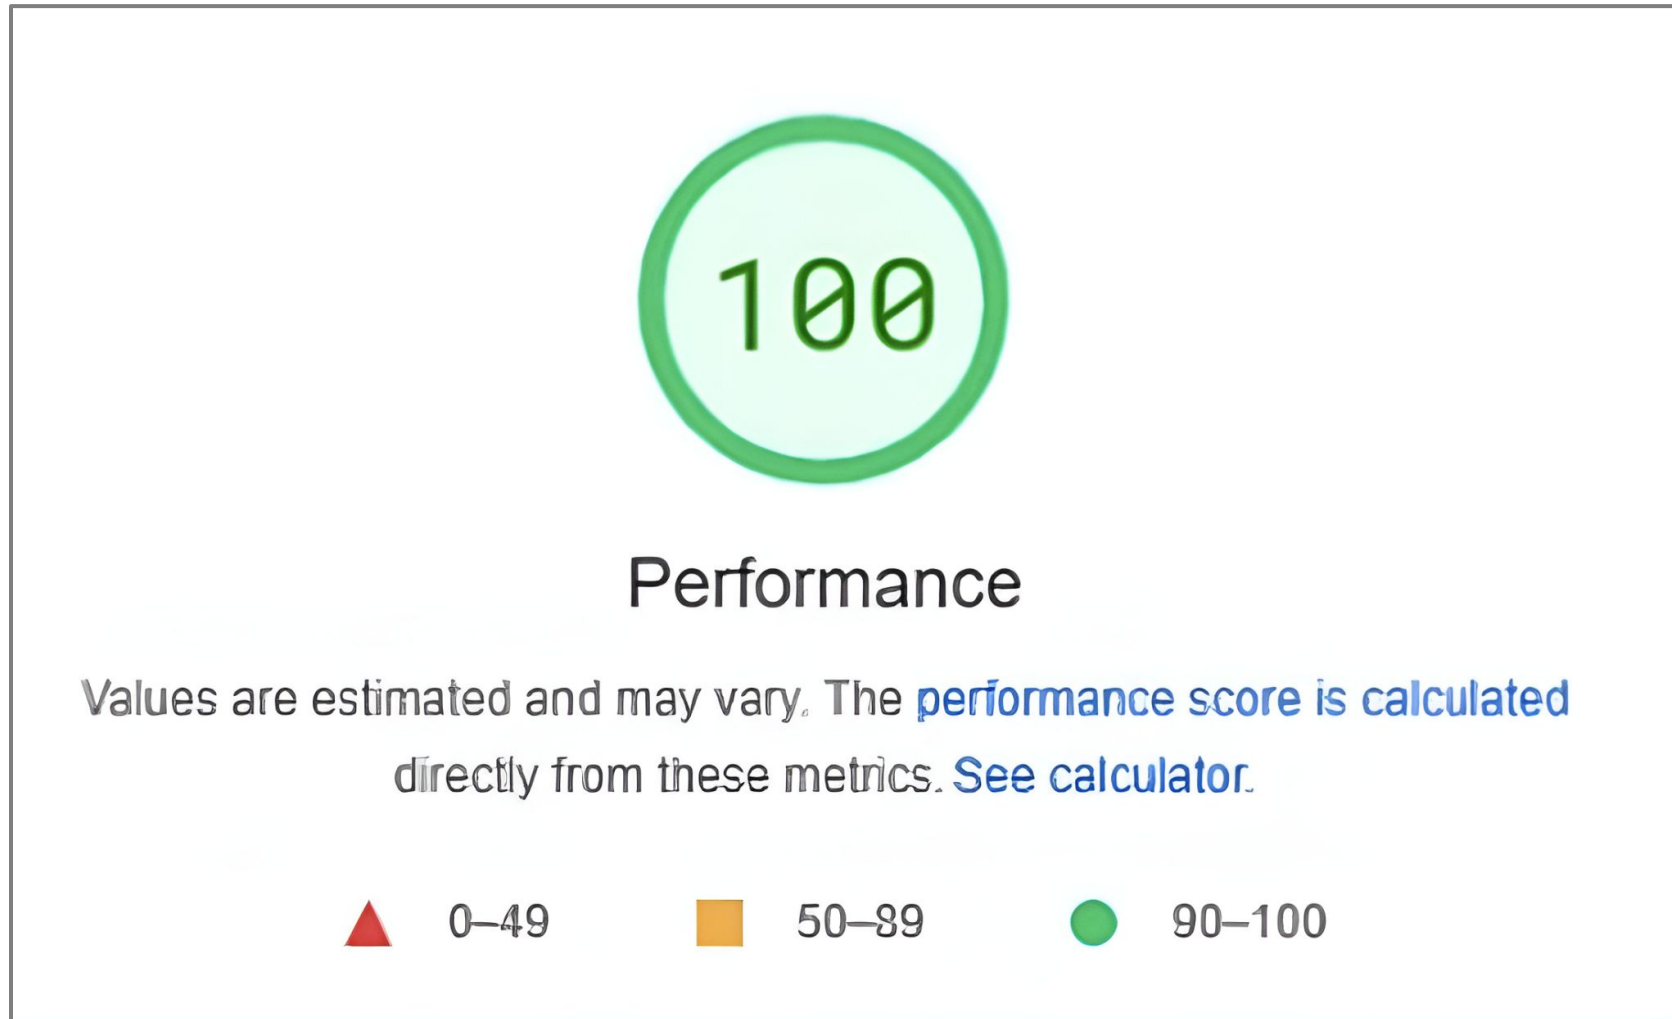 100
Performance
Values are estimated and may vary. The performance score is calculated
directly from these metrics. See calculator.
0–49
50–89
90–100